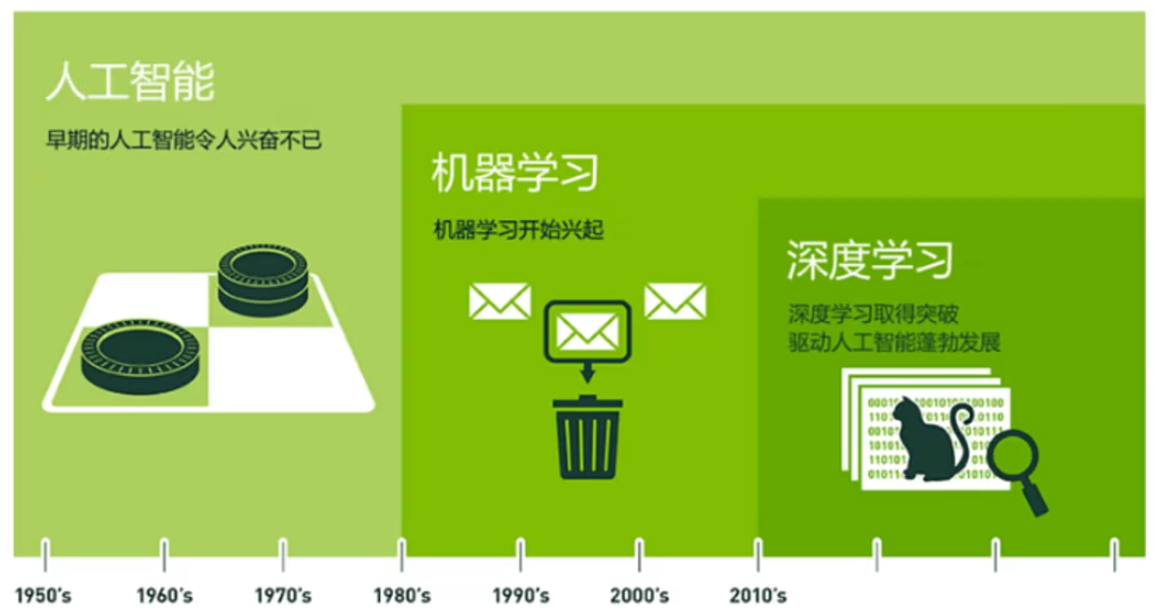 人工智能
早期的人工智能令人兴奋不已
机器学习
机器学习开始兴起
深度学习
深度学习取得突破
驱动人工智能蓬勃发展
1950's
1960's
1970's
1980's
1990's
2000's
2010's